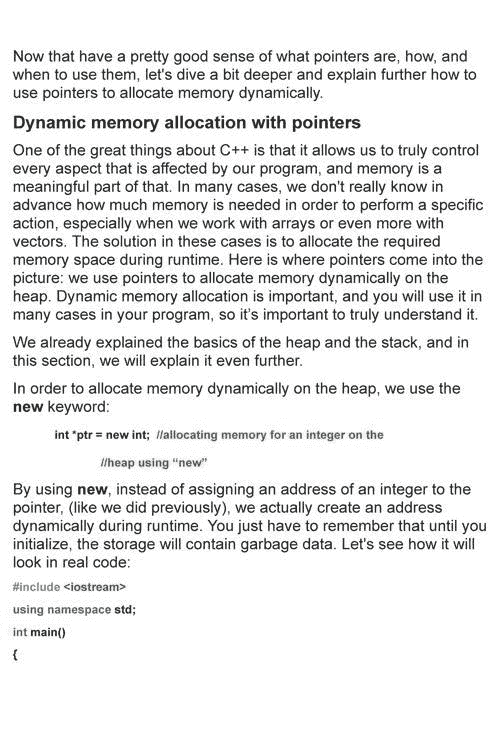 Now that have a pretty good sense of what pointers are, how, and
when to use them, let's dive a bit deeper and explain further how to
use pointers to allocate memory dynamically.
Dynamic memory allocation with pointers
One of the great things about C++ is that it allows us to truly control
every aspect that is affected by our program, and memory is a
meaningful part of that. In many cases, we don't really know in
advance how much memory is needed in order to perform a specific
action, especially when we work with arrays or even more with
vectors. The solution in these cases is to allocate the required
memory space during runtime. Here is where pointers come into the
picture: we use pointers to allocate memory dynamically on the
heap. Dynamic memory allocation is important, and you will use it in
many cases in your program, so it’s important to truly understand it.
We already explained the basics of the heap and the stack, and in
this section, we will explain it even further.
In order to allocate memory dynamically on the heap, we use the
new keyword:
int *ptr = new int; //allocating memory for an integer on the
//heap using “new”
By using new, instead of assigning an address of an integer to the
pointer, (like we did previously), we actually create an address
dynamically during runtime. You just have to remember that until you
initialize, the storage will contain garbage data. Let's see how it will
look in real code:
#include <iostream>
using namespace std;
int main()
{